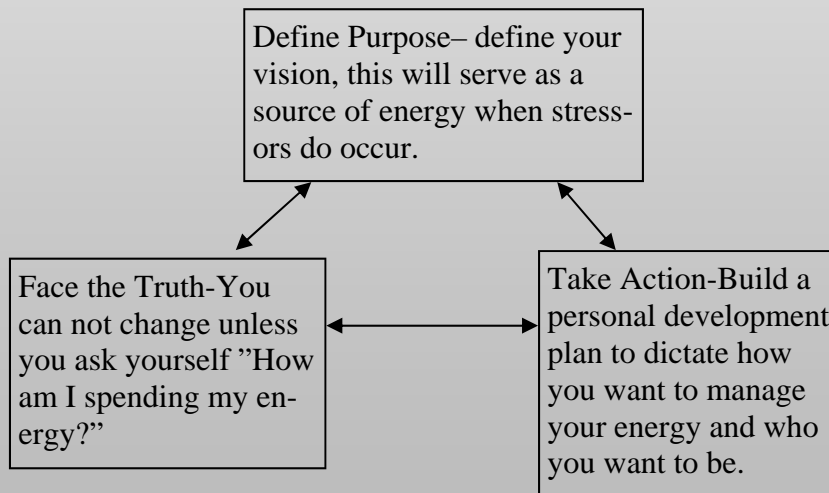 Define Purpose– define your
vision, this will serve as a
source of energy when stress-
ors do occur.
Face the Truth-You
can not change unless
you ask yourself ”How
am I spending my en-
ergy?”
Take Action-Build a
personal development
plan to dictate how
you want to manage
your energy and who
you want to be.